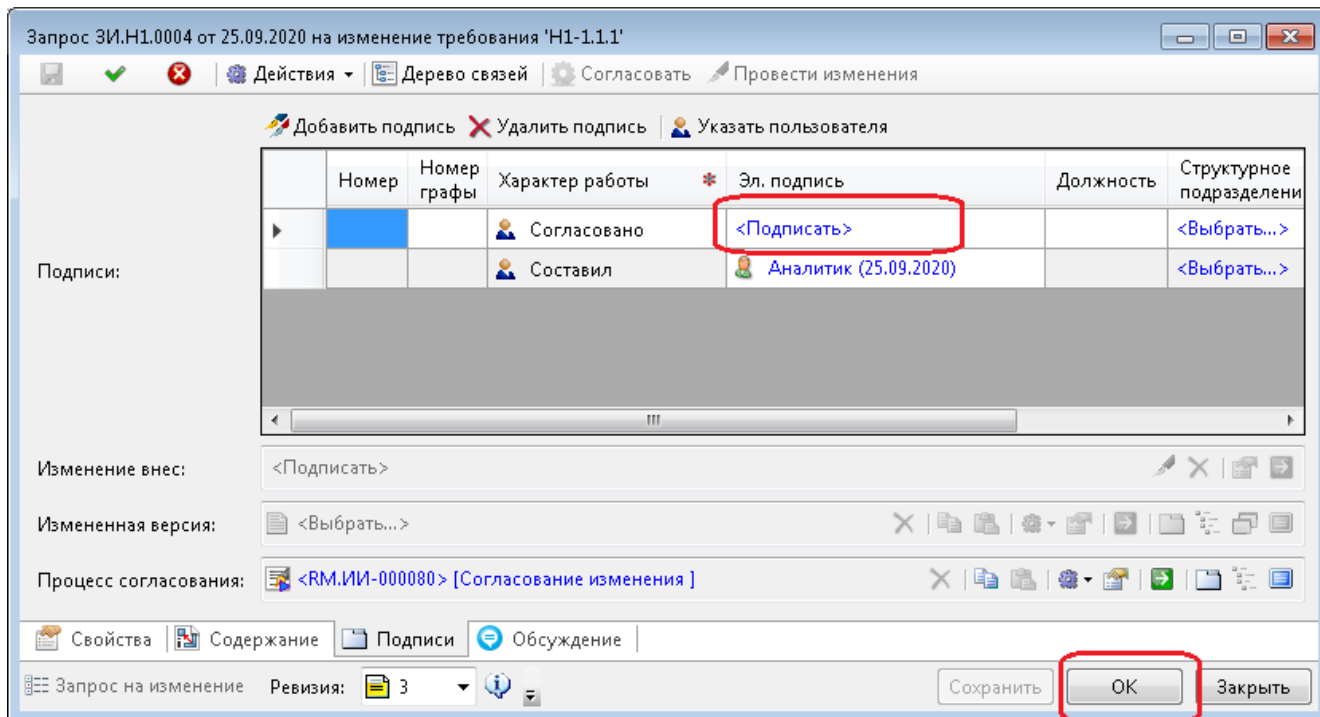 Запрос ЗИ.Н1.0004 от 25.09.2020 на изменение требования 'Н1-1.1.1'
Действия Дерево связей Согласовать Провести изменения
Добавить подпись Удалить подпись Указать пользователя
Номер Номер графы Характер работы * Эл. подпись Должность Структурное подразделени
Согласовано <Подписать> <Выбрать...>
Подписи: Составил Аналитик (25.09.2020) <Выбрать...>
Изменение внес: <Подписать>
Измененная версия: <Выбрать...>
Процесс согласования: <RM.ИИ-000080> [Согласование изменения ]
Свойства Содержание Подписи Обсуждение
Запрос на изменение Ревизия: 3 Сохранить OK Закрыть